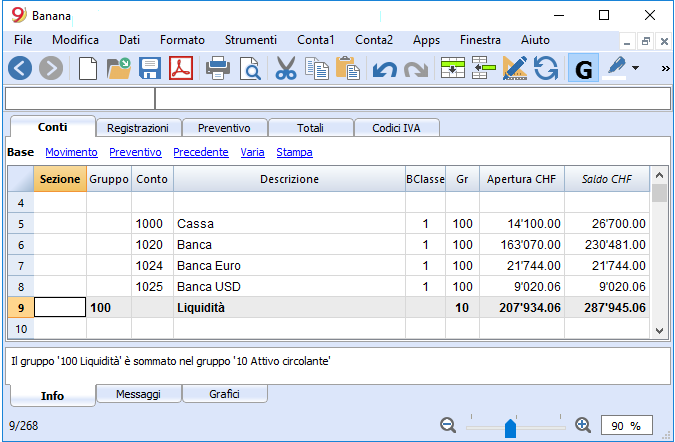 9 Banana
File Modifica Dati Formato Strumenti Conta1 Conta2 Apps Finestra Aiuto
G »
Conti Registrazioni Preventivo Totali Codici IVA
Base Movimento Preventivo Precedente Varia Stampa
Sezione Gruppo Conto Descrizione BClasse Gr Apertura CHF Saldo CHF
4
5 1000 Cassa 1 100 14'100.00 26'700.00
6 1020 Banca 1 100 163'070.00 230'481.00
7 1024 Banca Euro 1 100 21'744.00 21'744.00
8 1025 Banca USD 1 100 9'020.06 9'020.06
9 100 Liquidità 10 207'934.06 287'945.06
10
Il gruppo '100 Liquidità' è sommato nel gruppo '10 Attivo circolante'
Info Messaggi Grafici
9/268 90 %